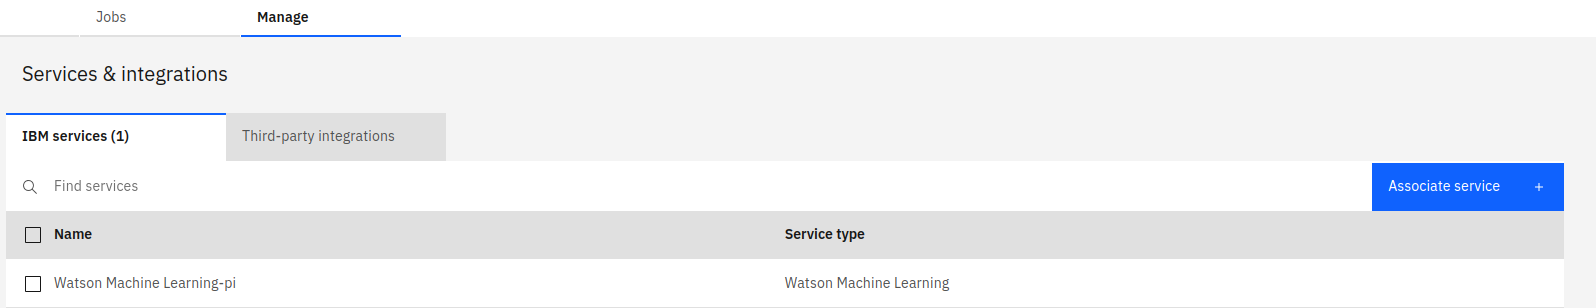 Jobs
Manage
Services & integrations
IBM services (1)
Third-party integrations
Find services
Associate service +
Name
Service type
Watson Machine Learning-pi
Watson Machine Learning